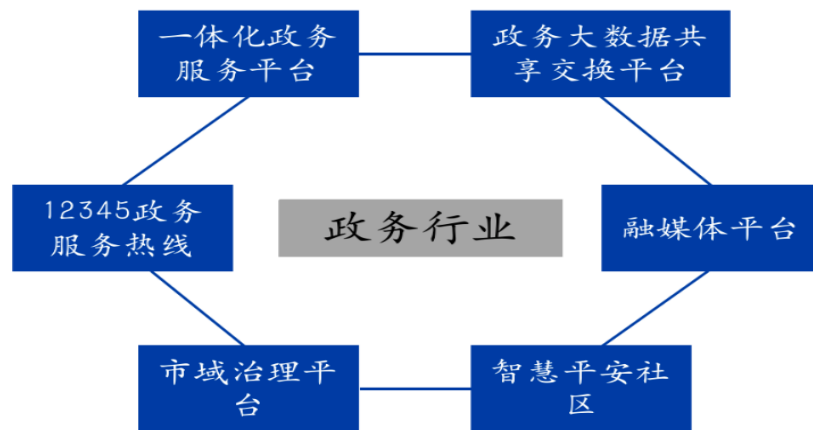 一体化政务
服务平台
政务大数据共
享交换平台
12345政务
服务热线
政务行业
融媒体平台
市域治理平
台
智慧平安社
区